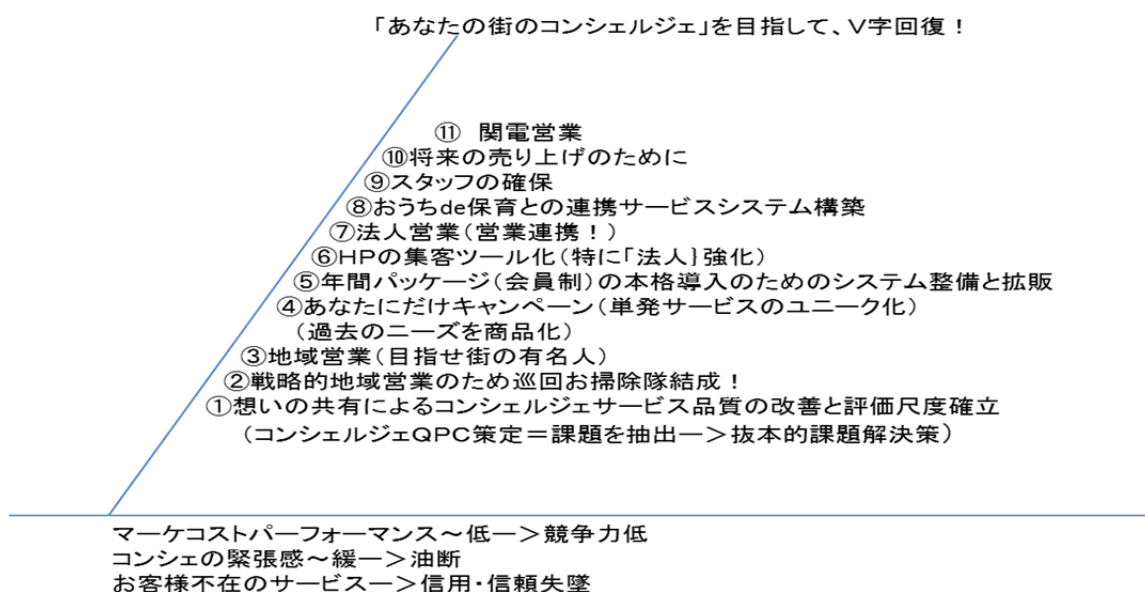 「あなたの街のコンシェルジェ」を目指して、V字回復！
⑪ 関電営業
⑩将来の売り上げのために
⑨スタッフの確保
⑧おうちde保育との連携サービスシステム構築
⑦法人営業(営業連携！)
⑥HPの集客ツール化(特に「法人}強化)
⑤年間パッケージ(会員制)の本格導入のためのシステム整備と拡販
④あなたにだけキャンペーン(単発サービスのユニーク化)
(過去のニーズを商品化)
③地域営業(目指せ街の有名人)
②戦略的地域営業のため巡回お掃除隊結成！
①想いの共有によるコンシェルジェサービス品質の改善と評価尺度確立
(コンシェルジェQPC策定＝課題を抽出ー＞抜本的課題解決策)
マーケコストパーフォーマンス～低ー＞競争力低
コンシェの緊張感～緩ー＞油断
お客様不在のサービスー＞信用・信頼失墜